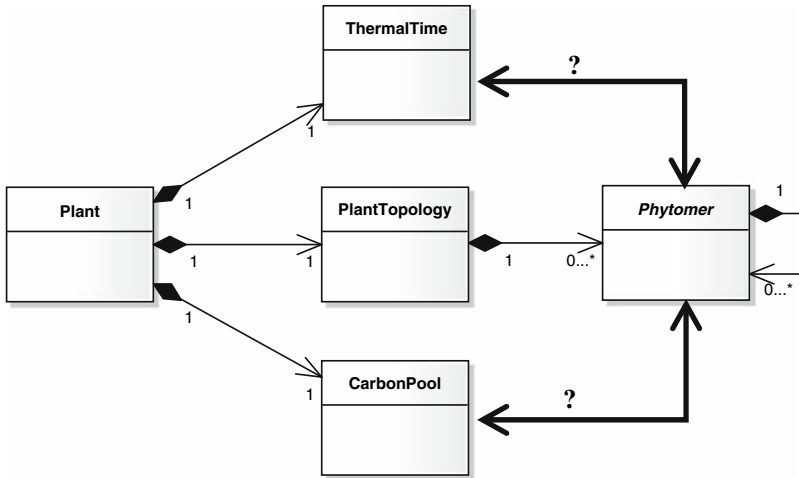 ThermalTime
?
1
1
1
Plant
PlantTopology
Phytomer
1
1
1
0...*
0...*
1
CarbonPool
1
?